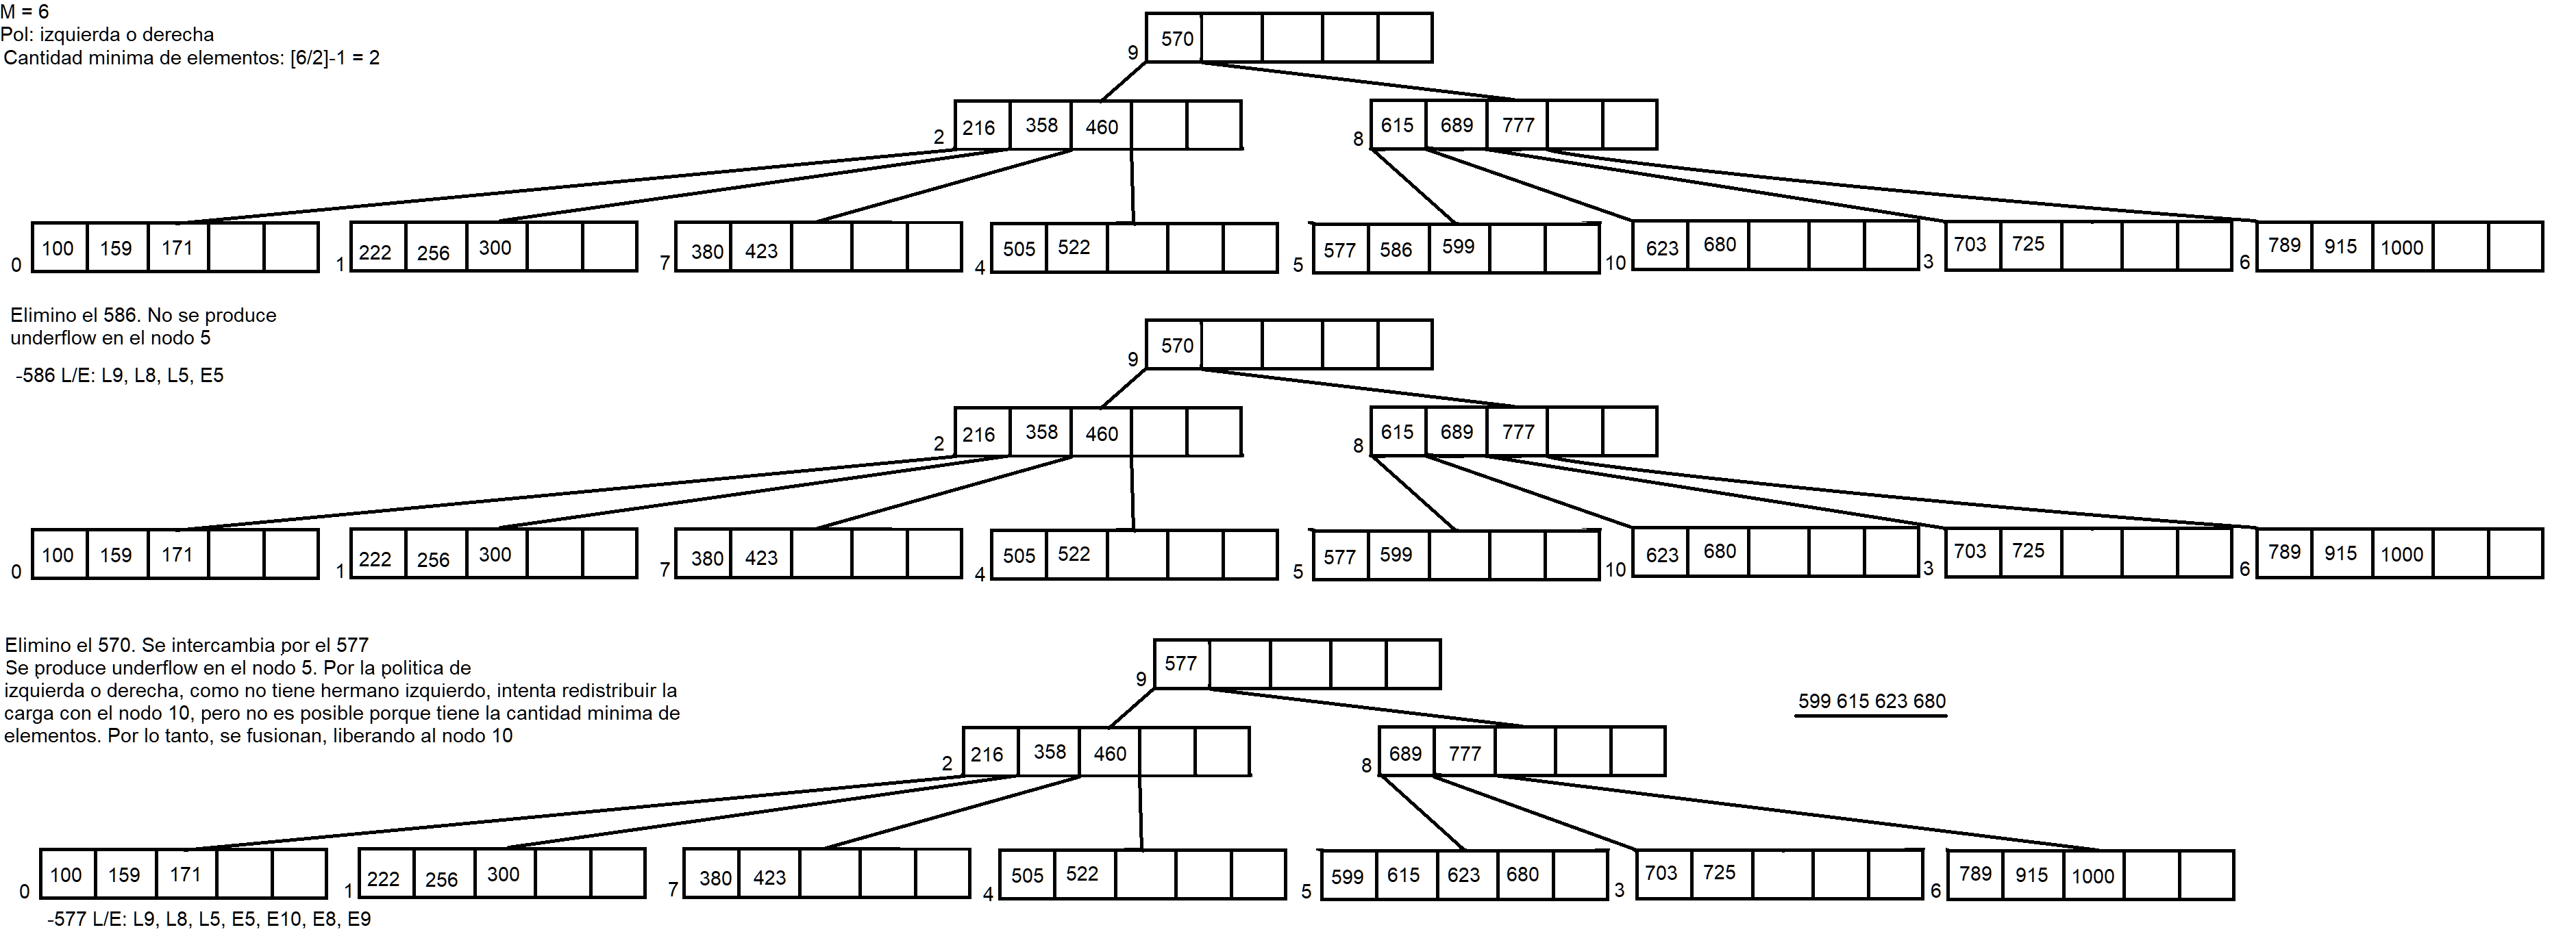 M = 6
Pol: izquierda o derecha
Cantidad minima de elementos: [6/2]-1 = 2
9 570
2 216 358 460
8 615 689 777
0 100 159 171
1 222 256 300
7 380 423
4 505 522
5 577 586 599
10 623 680
3 703 725
6 789 915 1000
Elimino el 586. No se produce
underflow en el nodo 5
-586 L/E: L9, L8, L5, E5
9 570
2 216 358 460
8 615 689 777
0 100 159 171
1 222 256 300
7 380 423
4 505 522
5 577 599
10 623 680
3 703 725
6 789 915 1000
Elimino el 570. Se intercambia por el 577
Se produce underflow en el nodo 5. Por la politica de
izquierda o derecha, como no tiene hermano izquierdo, intenta redistribuir la
carga con el nodo 10, pero no es posible porque tiene la cantidad minima de
elementos. Por lo tanto, se fusionan, liberando al nodo 10
9 577
599 615 623 680
2 216 358 460
8 689 777
0 100 159 171
1 222 256 300
7 380 423
4 505 522
5 599 615 623 680
3 703 725
6 789 915 1000
-577 L/E: L9, L8, L5, E5, E10, E8, E9